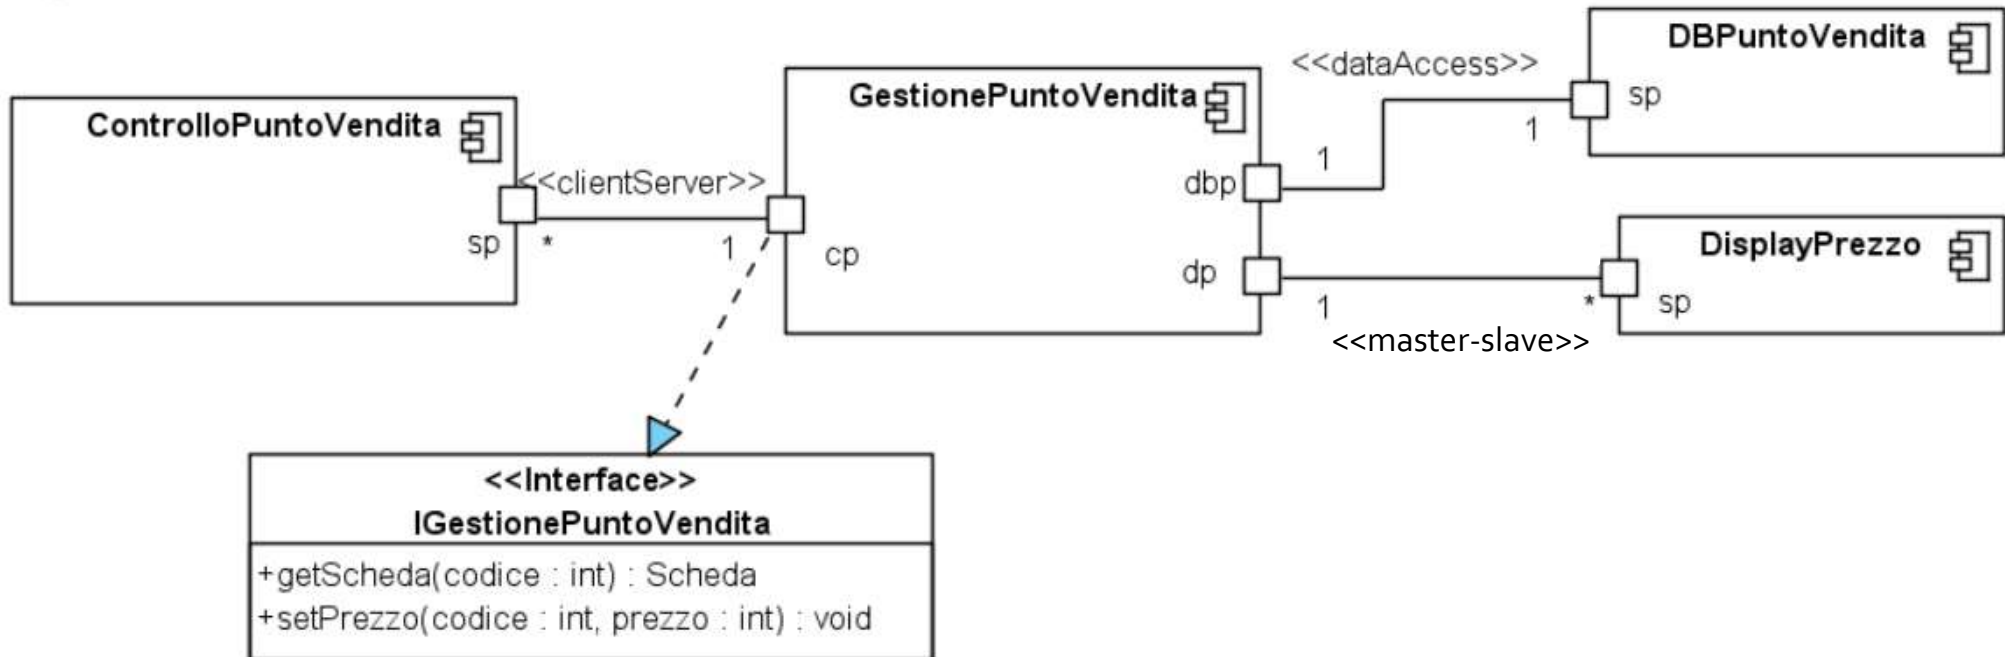 DBPuntoVendita
<<dataAccess>>
sp
1
GestionePuntoVendita
ControlloPuntoVendita
1
<<clientServer>>
dbp
sp
*
1
cp
dp
DisplayPrezzo
1
*
sp
<<master-slave>>
<<Interface>>
IGestionePuntoVendita
+getScheda(codice : int) : Scheda
+setPrezzo(codice : int, prezzo : int) : void